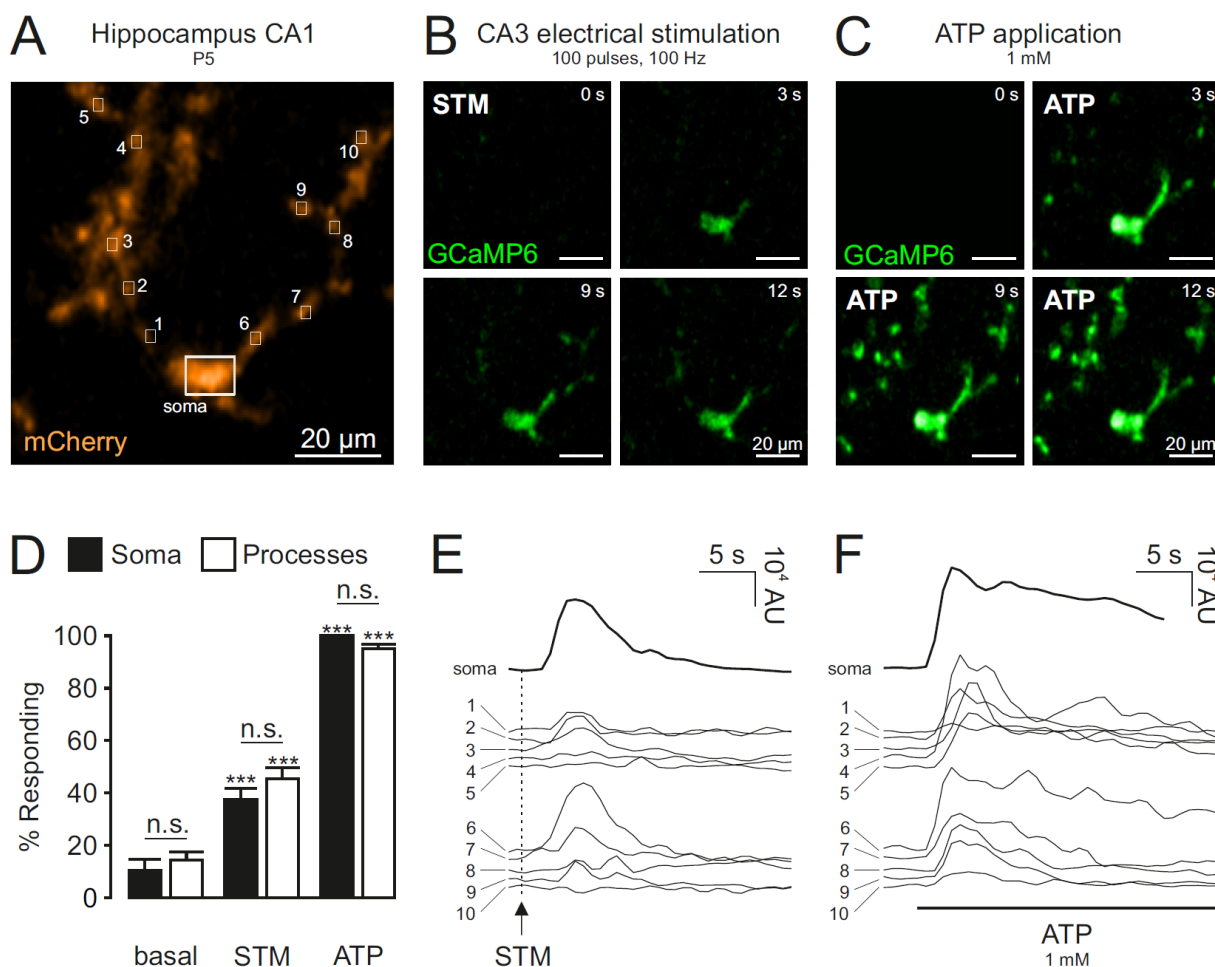 A Hippocampus CA1
P5
5
4
10
9
3
8
2
7
1
6
soma
mCherry
20 µm
B CA3 electrical stimulation
100 pulses, 100 Hz
STM 0 s
3 s
GCaMP6
9 s
12 s
20 µm
C ATP application
1 mM
0 s
ATP 3 s
GCaMP6
ATP 9 s
ATP 12 s
20 µm
D Soma Processes
% Responding
100
80
60
40
20
0
n.s.
*** ***
n.s.
*** ***
n.s.
basal STM ATP
E 5 s
10⁴ AU
soma
1
2
3
4
5
6
7
8
9
10
STM
F 5 s
10⁴ AU
soma
1
2
3
4
5
6
7
8
9
10
ATP
1 mM